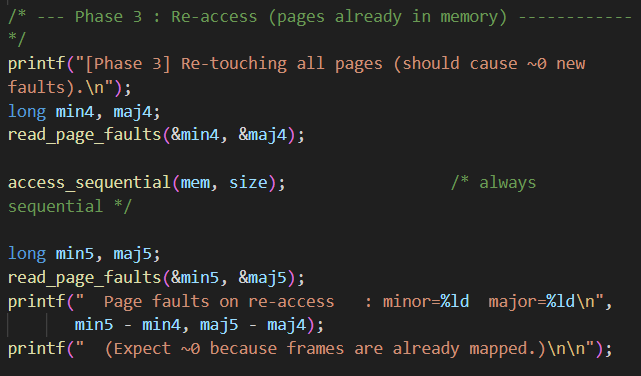 /* --- Phase 3 : Re-access (pages already in memory) ------------
*/
printf("[Phase 3] Re-touching all pages (should cause ~0 new
faults).\n");
long min4, maj4;
read_page_faults(&min4, &maj4);

access_sequential(mem, size);                /* always
sequential */

long min5, maj5;
read_page_faults(&min5, &maj5);
printf("  Page faults on re-access   : minor=%ld  major=%ld\n",
       min5 - min4, maj5 - maj4);
printf("  (Expect ~0 because frames are already mapped.)\n\n");